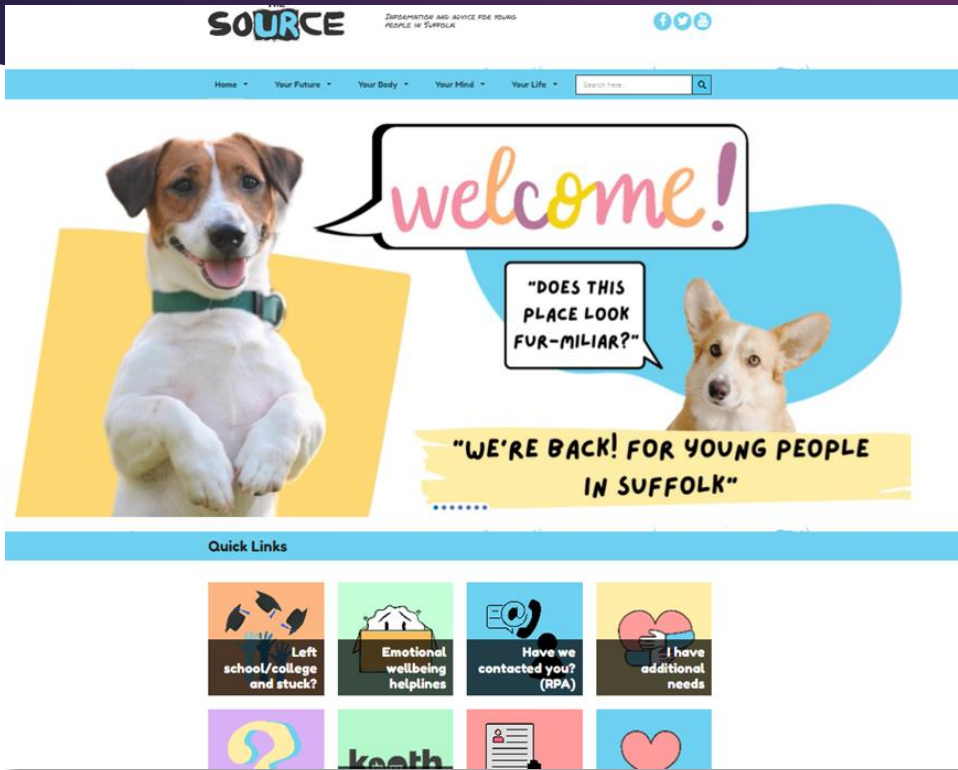 THE
SOURCE
INFORMATION AND ADVICE FOR YOUNG
PEOPLE IN SUFFOLK
Home Your Future Your Body Your Mind Your Life Search here...
welcome!
"DOES THIS
PLACE LOOK
FUR-MILIAR?"
"WE'RE BACK! FOR YOUNG PEOPLE
IN SUFFOLK"
Quick Links
Left
school/college
and stuck?
Emotional
wellbeing
helplines
Have we
contacted you?
(RPA)
I have
additional
needs
kooth